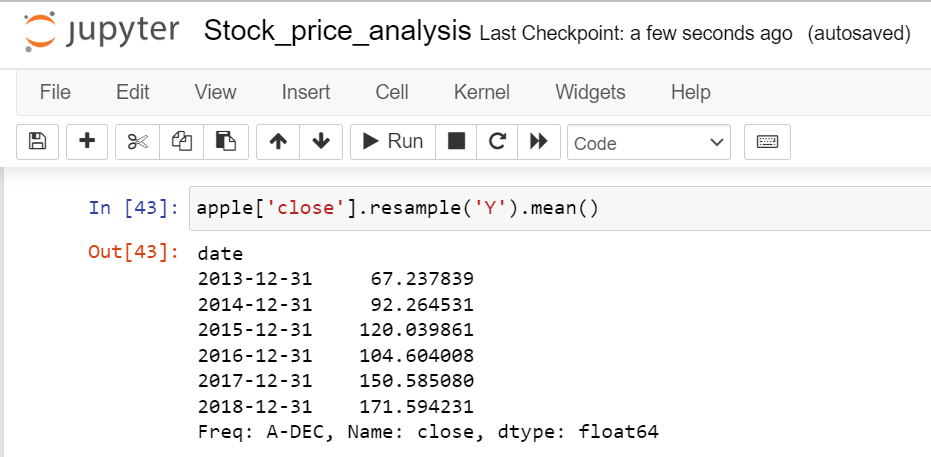 jupyter Stock_price_analysis Last Checkpoint: a few seconds ago (autosaved)
File Edit View Insert Cell Kernel Widgets Help
Run Code
In [43]: apple['close'].resample('Y').mean()
Out[43]: date
2013-12-31 67.237839
2014-12-31 92.264531
2015-12-31 120.039861
2016-12-31 104.604008
2017-12-31 150.585080
2018-12-31 171.594231
Freq: A-DEC, Name: close, dtype: float64